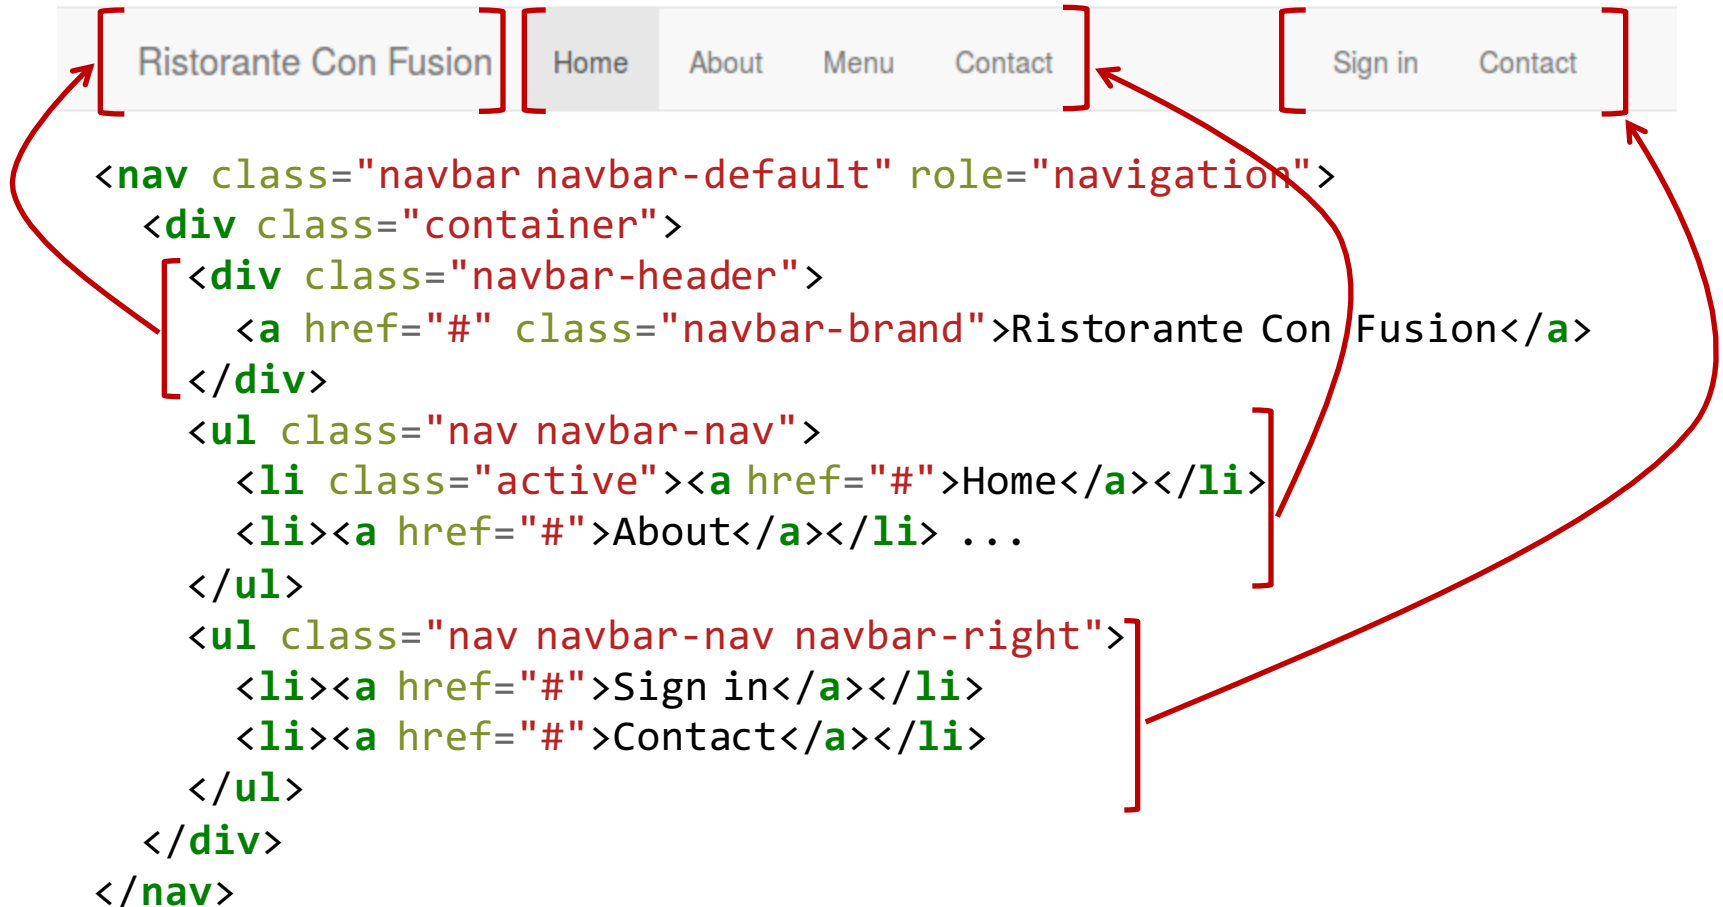 Ristorante Con Fusion Home About Menu Contact Sign in Contact
<nav class="navbar navbar-default" role="navigation">
<div class="container">
<div class="navbar-header">
<a href="#" class="navbar-brand">Ristorante Con Fusion</a>
</div>
<ul class="nav navbar-nav">
<li class="active"><a href="#">Home</a></li>
<li><a href="#">About</a></li> ...
</ul>
<ul class="nav navbar-nav navbar-right">
<li><a href="#">Sign in</a></li>
<li><a href="#">Contact</a></li>
</ul>
</div>
</nav>